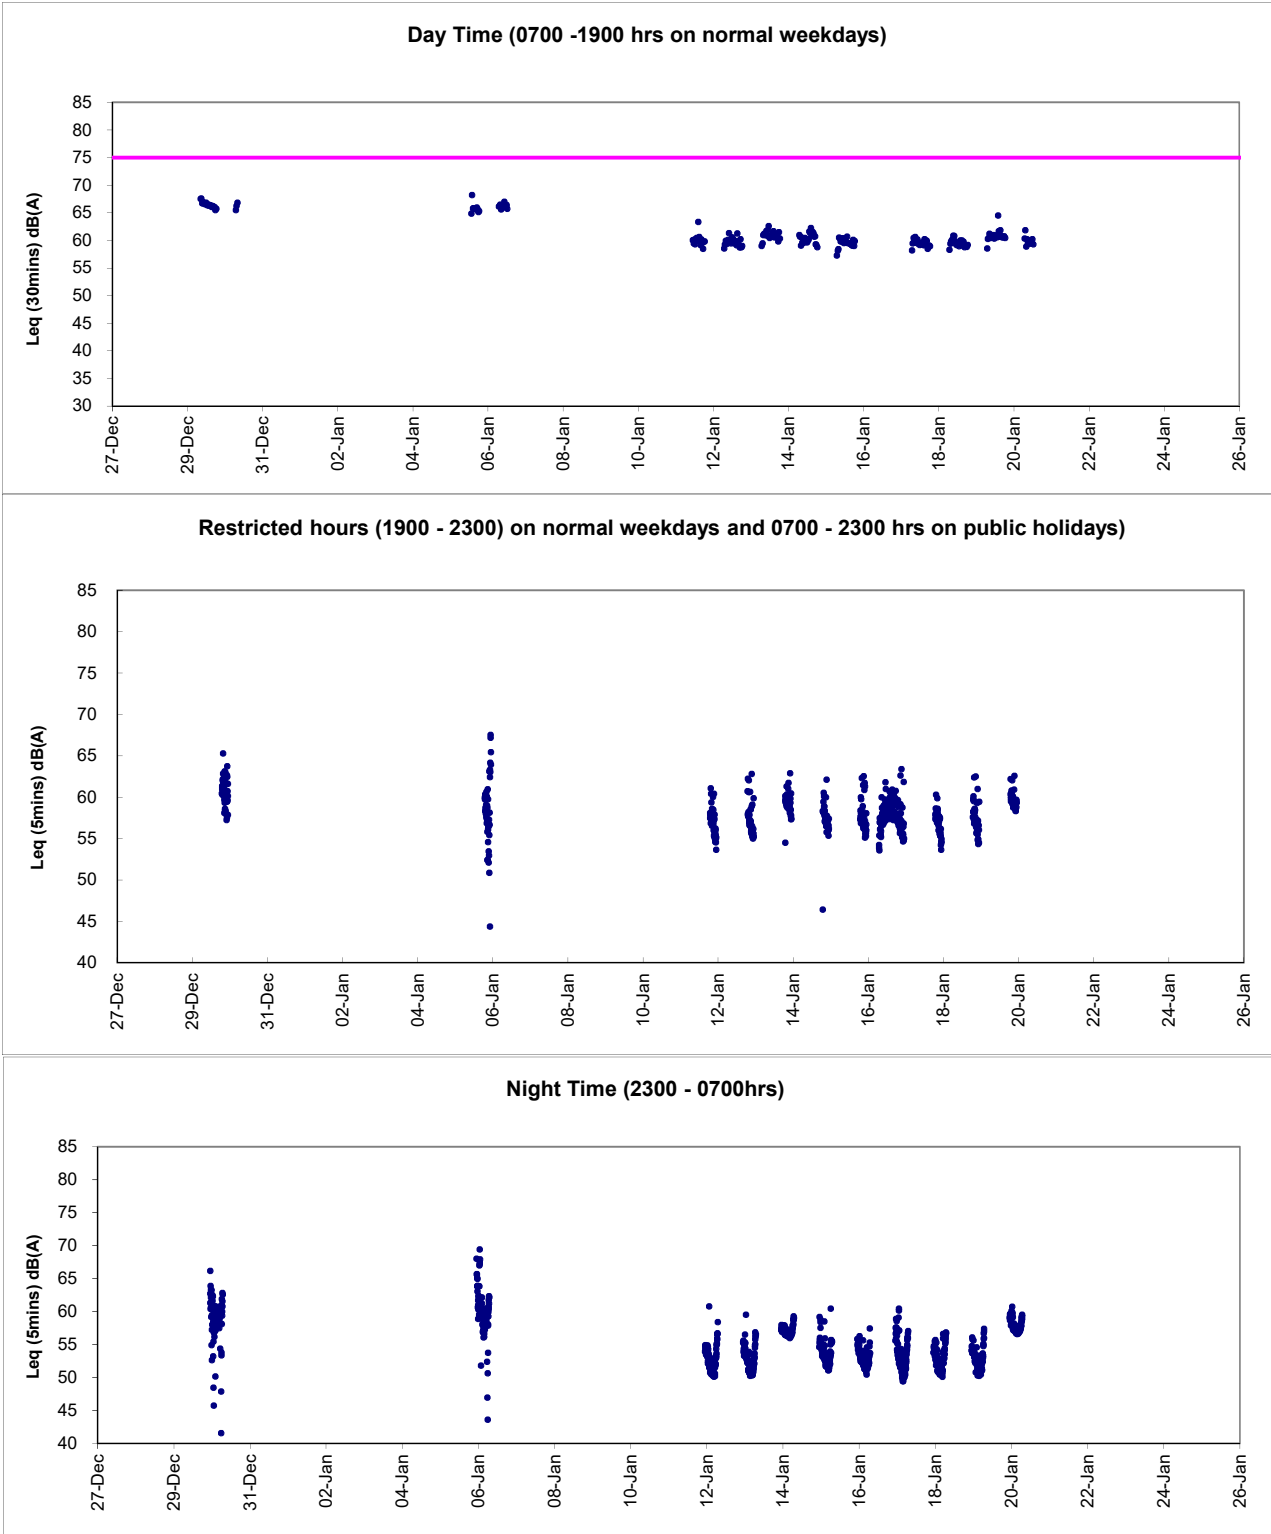 Day Time (0700 -1900 hrs on normal weekdays)
Leq (30mins) dB(A)
85
80
75
70
65
60
55
50
45
40
35
30
27-Dec
29-Dec
31-Dec
02-Jan
04-Jan
06-Jan
08-Jan
10-Jan
12-Jan
14-Jan
16-Jan
18-Jan
20-Jan
22-Jan
24-Jan
26-Jan
Restricted hours (1900 - 2300) on normal weekdays and 0700 - 2300 hrs on public holidays)
Leq (5mins) dB(A)
85
80
75
70
65
60
55
50
45
40
27-Dec
29-Dec
31-Dec
02-Jan
04-Jan
06-Jan
08-Jan
10-Jan
12-Jan
14-Jan
16-Jan
18-Jan
20-Jan
22-Jan
24-Jan
26-Jan
Night Time (2300 - 0700hrs)
Leq (5mins) dB(A)
85
80
75
70
65
60
55
50
45
40
27-Dec
29-Dec
31-Dec
02-Jan
04-Jan
06-Jan
08-Jan
10-Jan
12-Jan
14-Jan
16-Jan
18-Jan
20-Jan
22-Jan
24-Jan
26-Jan